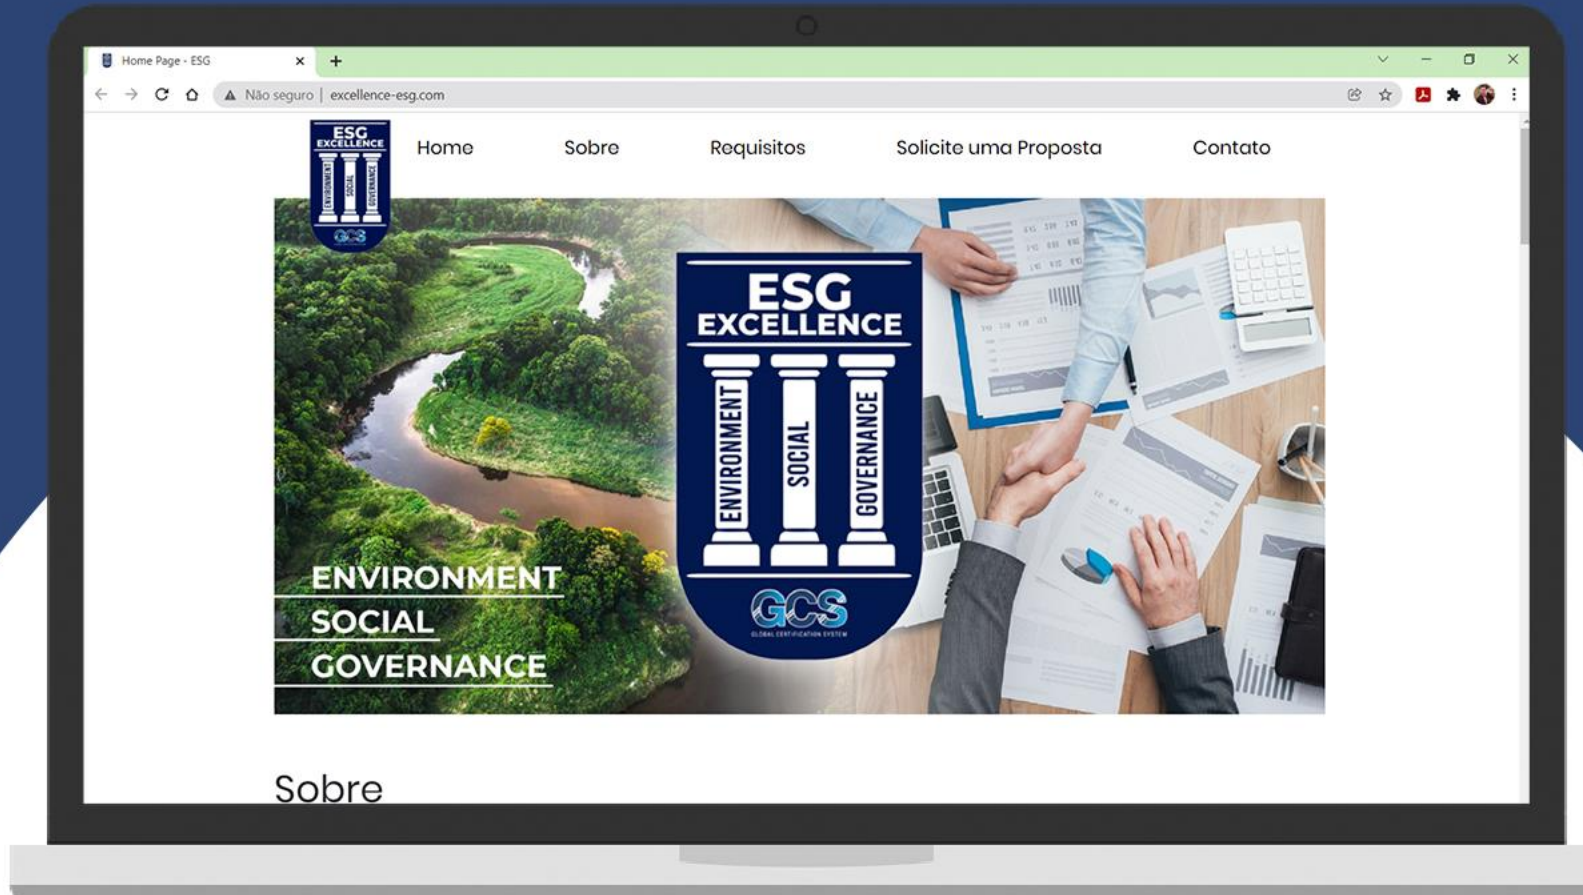 Home Page - ESG
Não seguro | excellence-esg.com
ESG
EXCELLENCE
ENVIRONMENT
SOCIAL
GOVERNANCE
GCS
Home
Sobre
Requisitos
Solicite uma Proposta
Contato
ESG
EXCELLENCE
ENVIRONMENT
SOCIAL
GOVERNANCE
GCS
GLOBAL CERTIFICATION SYSTEM
ENVIRONMENT
SOCIAL
GOVERNANCE
Sobre